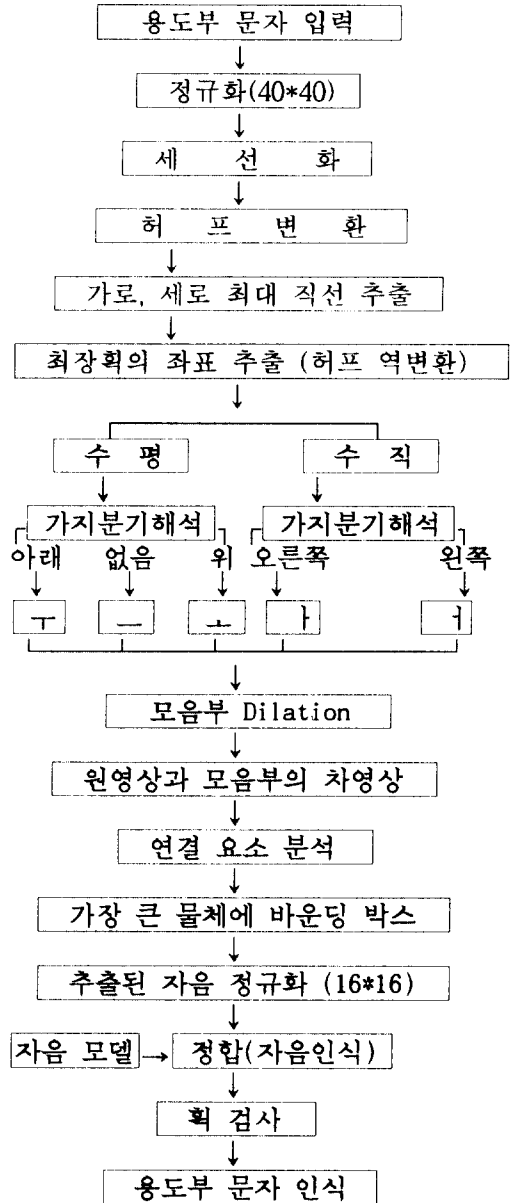 용도부 문자 입력
정규화(40*40)
세 선 화
허 프 변 환
가로, 세로 최대 직선 추출
최장획의 좌표 추출 (허프 역변환)
수 평 수 직
가지분기해석 가지분기해석
아래 없음 위 오른쪽 왼쪽
ㅜ ㅡ ㅗ ㅏ ㅓ
모음부 Dilation
원영상과 모음부의 차영상
연결 요소 분석
가장 큰 물체에 바운딩 박스
추출된 자음 정규화 (16*16)
자음 모델 정합(자음인식)
획 검사
용도부 문자 인식